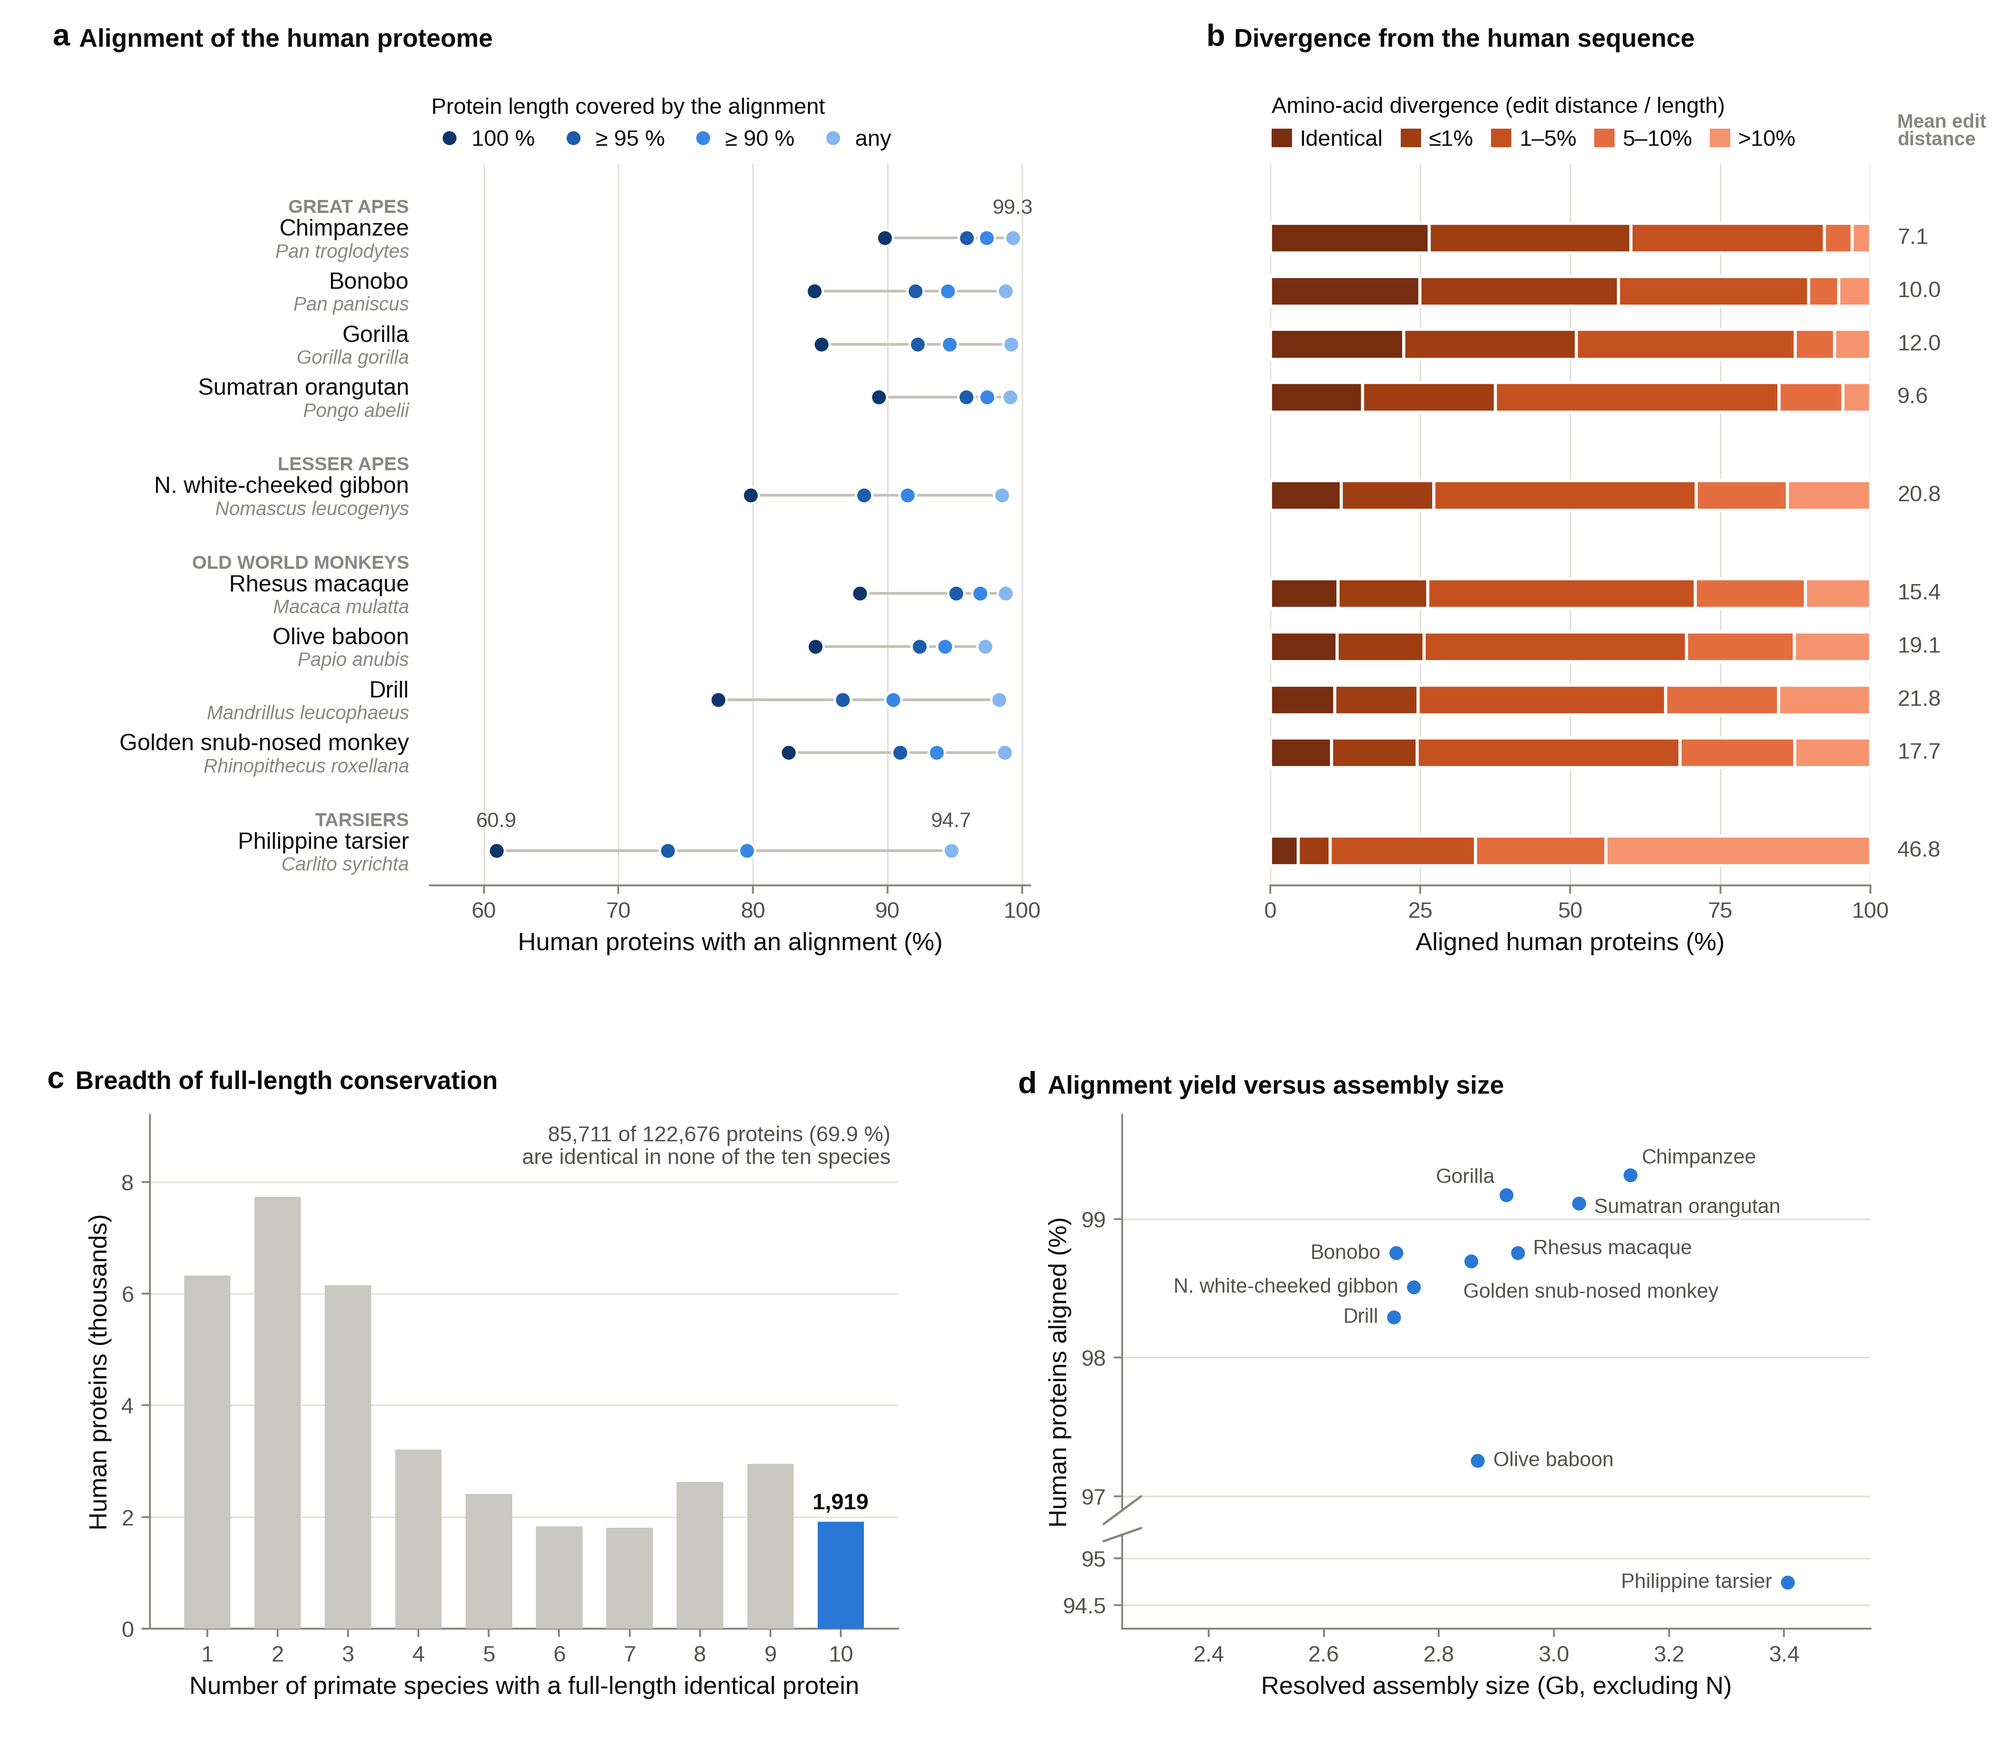 a Alignment of the human proteome
Protein length covered by the alignment
100 % ≥ 95 % ≥ 90 % any
GREAT APES
99.3
Chimpanzee
Pan troglodytes
Bonobo
Pan paniscus
Gorilla
Gorilla gorilla
Sumatran orangutan
Pongo abelii
LESSER APES
N. white-cheeked gibbon
Nomascus leucogenys
OLD WORLD MONKEYS
Rhesus macaque
Macaca mulatta
Olive baboon
Papio anubis
Drill
Mandrillus leucophaeus
Golden snub-nosed monkey
Rhinopithecus roxellana
TARSIERS
60.9 94.7
Philippine tarsier
Carlito syrichta
60 70 80 90 100
Human proteins with an alignment (%)
b Divergence from the human sequence
Amino-acid divergence (edit distance / length)
Identical ≤1% 1–5% 5–10% >10%
Mean edit
distance
7.1
10.0
12.0
9.6
20.8
15.4
19.1
21.8
17.7
46.8
0 25 50 75 100
Aligned human proteins (%)
c Breadth of full-length conservation
85,711 of 122,676 proteins (69.9 %)
are identical in none of the ten species
Human proteins (thousands)
8
6
4
2
0
1,919
1 2 3 4 5 6 7 8 9 10
Number of primate species with a full-length identical protein
d Alignment yield versus assembly size
Human proteins aligned (%)
99
98
97
95
94.5
Chimpanzee
Gorilla
Sumatran orangutan
Bonobo
Rhesus macaque
N. white-cheeked gibbon
Golden snub-nosed monkey
Drill
Olive baboon
Philippine tarsier
2.4 2.6 2.8 3.0 3.2 3.4
Resolved assembly size (Gb, excluding N)